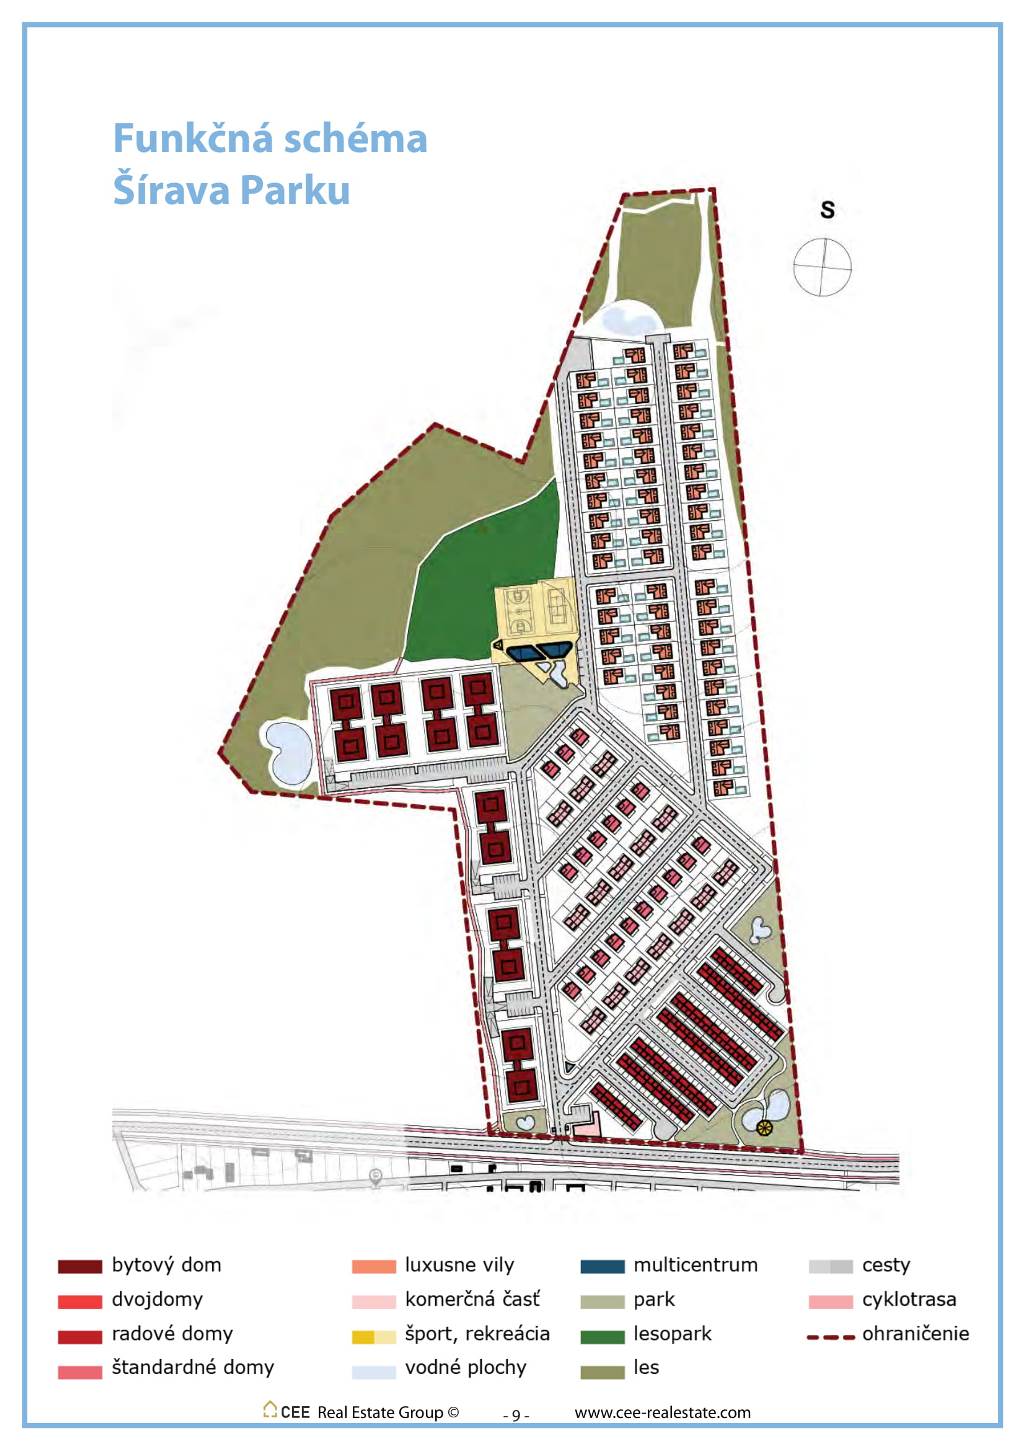 Funkčná schéma
Šírava Parku
S
bytový dom
dvojdomy
radové domy
štandardné domy
luxusne vily
komerčná časť
šport, rekreácia
vodné plochy
multicentrum
park
lesopark
les
cesty
cyklotrasa
ohraničenie
CEE Real Estate Group ©
- 9 -
www.cee-realestate.com